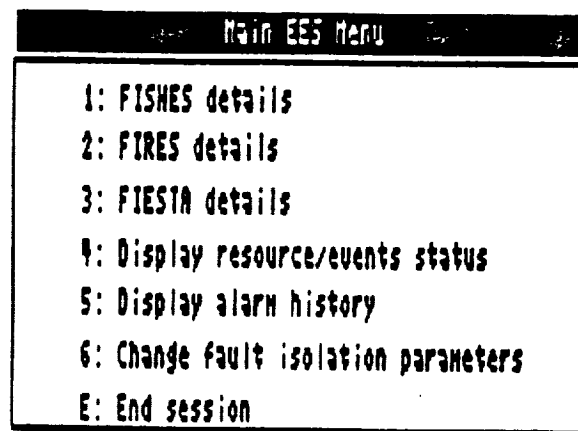 Main EES Menu
1: FISHES details
2: FIRES details
3: FIESTA details
4: Display resource/events status
5: Display alarm history
6: Change fault isolation parameters
E: End session